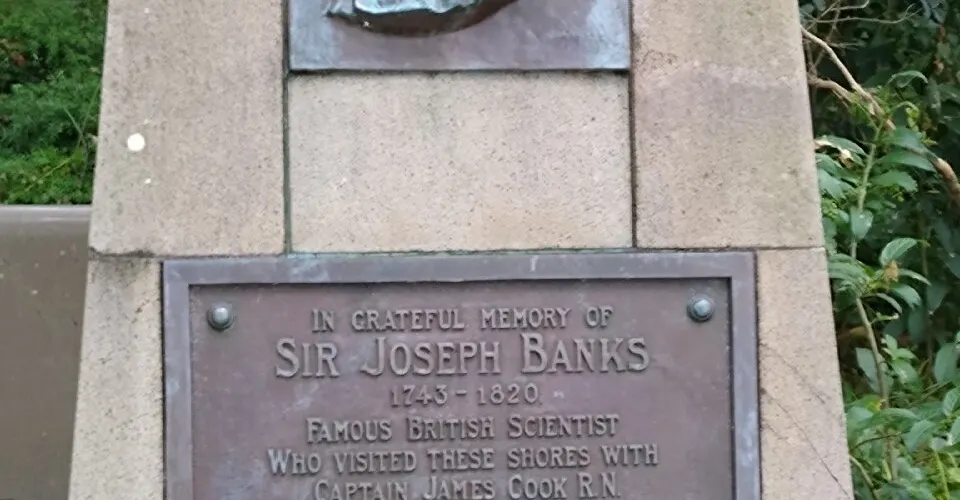 IN GRATEFUL MEMORY OF
SIR JOSEPH BANKS
1743 - 1820.
FAMOUS BRITISH SCIENTIST
WHO VISITED THESE SHORES WITH
CAPTAIN JAMES COOK R.N.